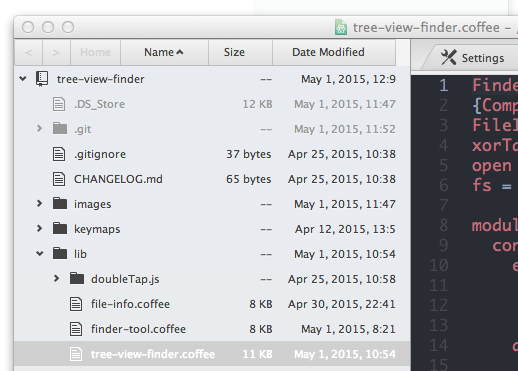 tree-view-finder.coffee –
< > Home Name Size Date Modified
Settings
tree-view-finder -- May 1, 2015, 12:9
.DS_Store 12 KB May 1, 2015, 11:47
.git -- May 1, 2015, 11:52
.gitignore 37 bytes Apr 25, 2015, 10:38
CHANGELOG.md 65 bytes Apr 25, 2015, 10:38
images -- May 1, 2015, 11:47
keymaps -- Apr 12, 2015, 13:5
lib -- May 1, 2015, 10:54
doubleTap.js -- Apr 25, 2015, 10:58
file-info.coffee 8 KB Apr 30, 2015, 22:41
finder-tool.coffee 8 KB May 1, 2015, 8:21
tree-view-finder.coffee 11 KB May 1, 2015, 10:54
1 Finde
2 {Comp
3 FileI
4 xorTa
5 open
6 fs =
7
8 modul
9 con
10 e
11
12
13
14
15